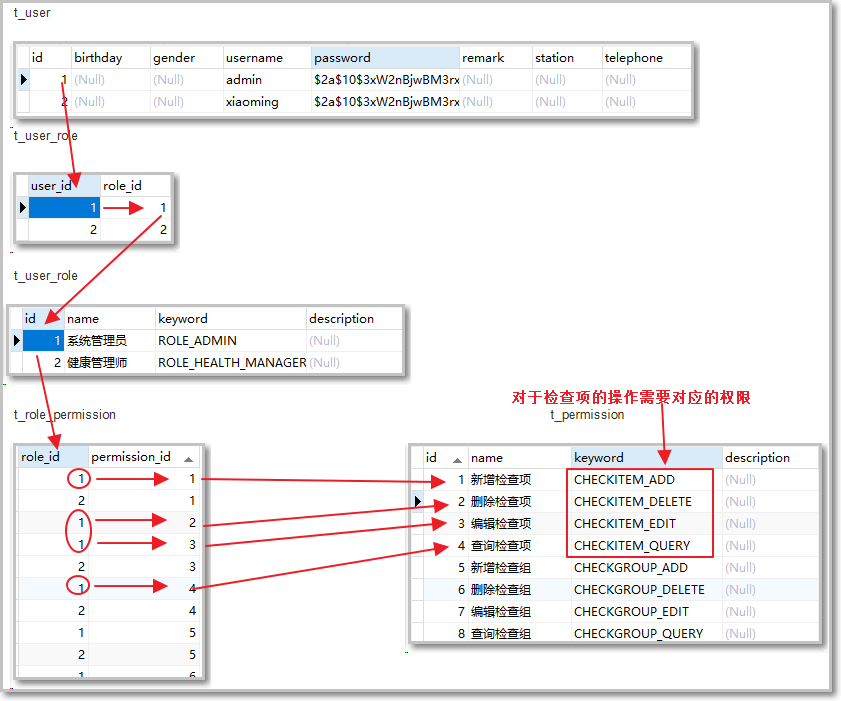 t_user
id birthday gender username password remark station telephone
1 (Null) (Null) admin $2a$10$3xW2nBjwBM3rx (Null) (Null) (Null)
2 (Null) (Null) xiaoming $2a$10$3xW2nBjwBM3rx (Null) (Null) (Null)
t_user_role
user_id role_id
1 1
2 2
t_user_role
id name keyword description
1 系统管理员 ROLE_ADMIN (Null)
2 健康管理师 ROLE_HEALTH_MANAGER (Null)
t_role_permission
role_id permission_id
1 1
2 1
1 2
1 3
2 3
1 4
2 4
1 5
2 5
1 6
对于检查项的操作需要对应的权限
t_permission
id name keyword description
1 新增检查项 CHECKITEM_ADD (Null)
2 删除检查项 CHECKITEM_DELETE (Null)
3 编辑检查项 CHECKITEM_EDIT (Null)
4 查询检查项 CHECKITEM_QUERY (Null)
5 新增检查组 CHECKGROUP_ADD (Null)
6 删除检查组 CHECKGROUP_DELETE (Null)
7 编辑检查组 CHECKGROUP_EDIT (Null)
8 查询检查组 CHECKGROUP_QUERY (Null)